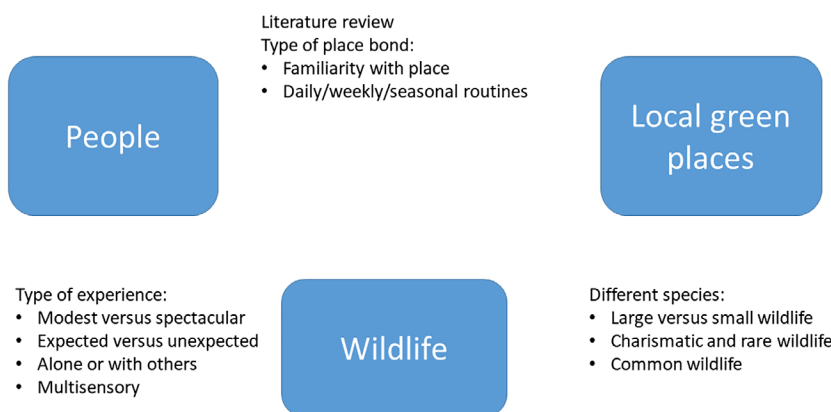 Literature review
Type of place bond:
• Familiarity with place
• Daily/weekly/seasonal routines
People
Local green
places
Type of experience:
• Modest versus spectacular
• Expected versus unexpected
• Alone or with others
• Multisensory
Wildlife
Different species:
• Large versus small wildlife
• Charismatic and rare wildlife
• Common wildlife